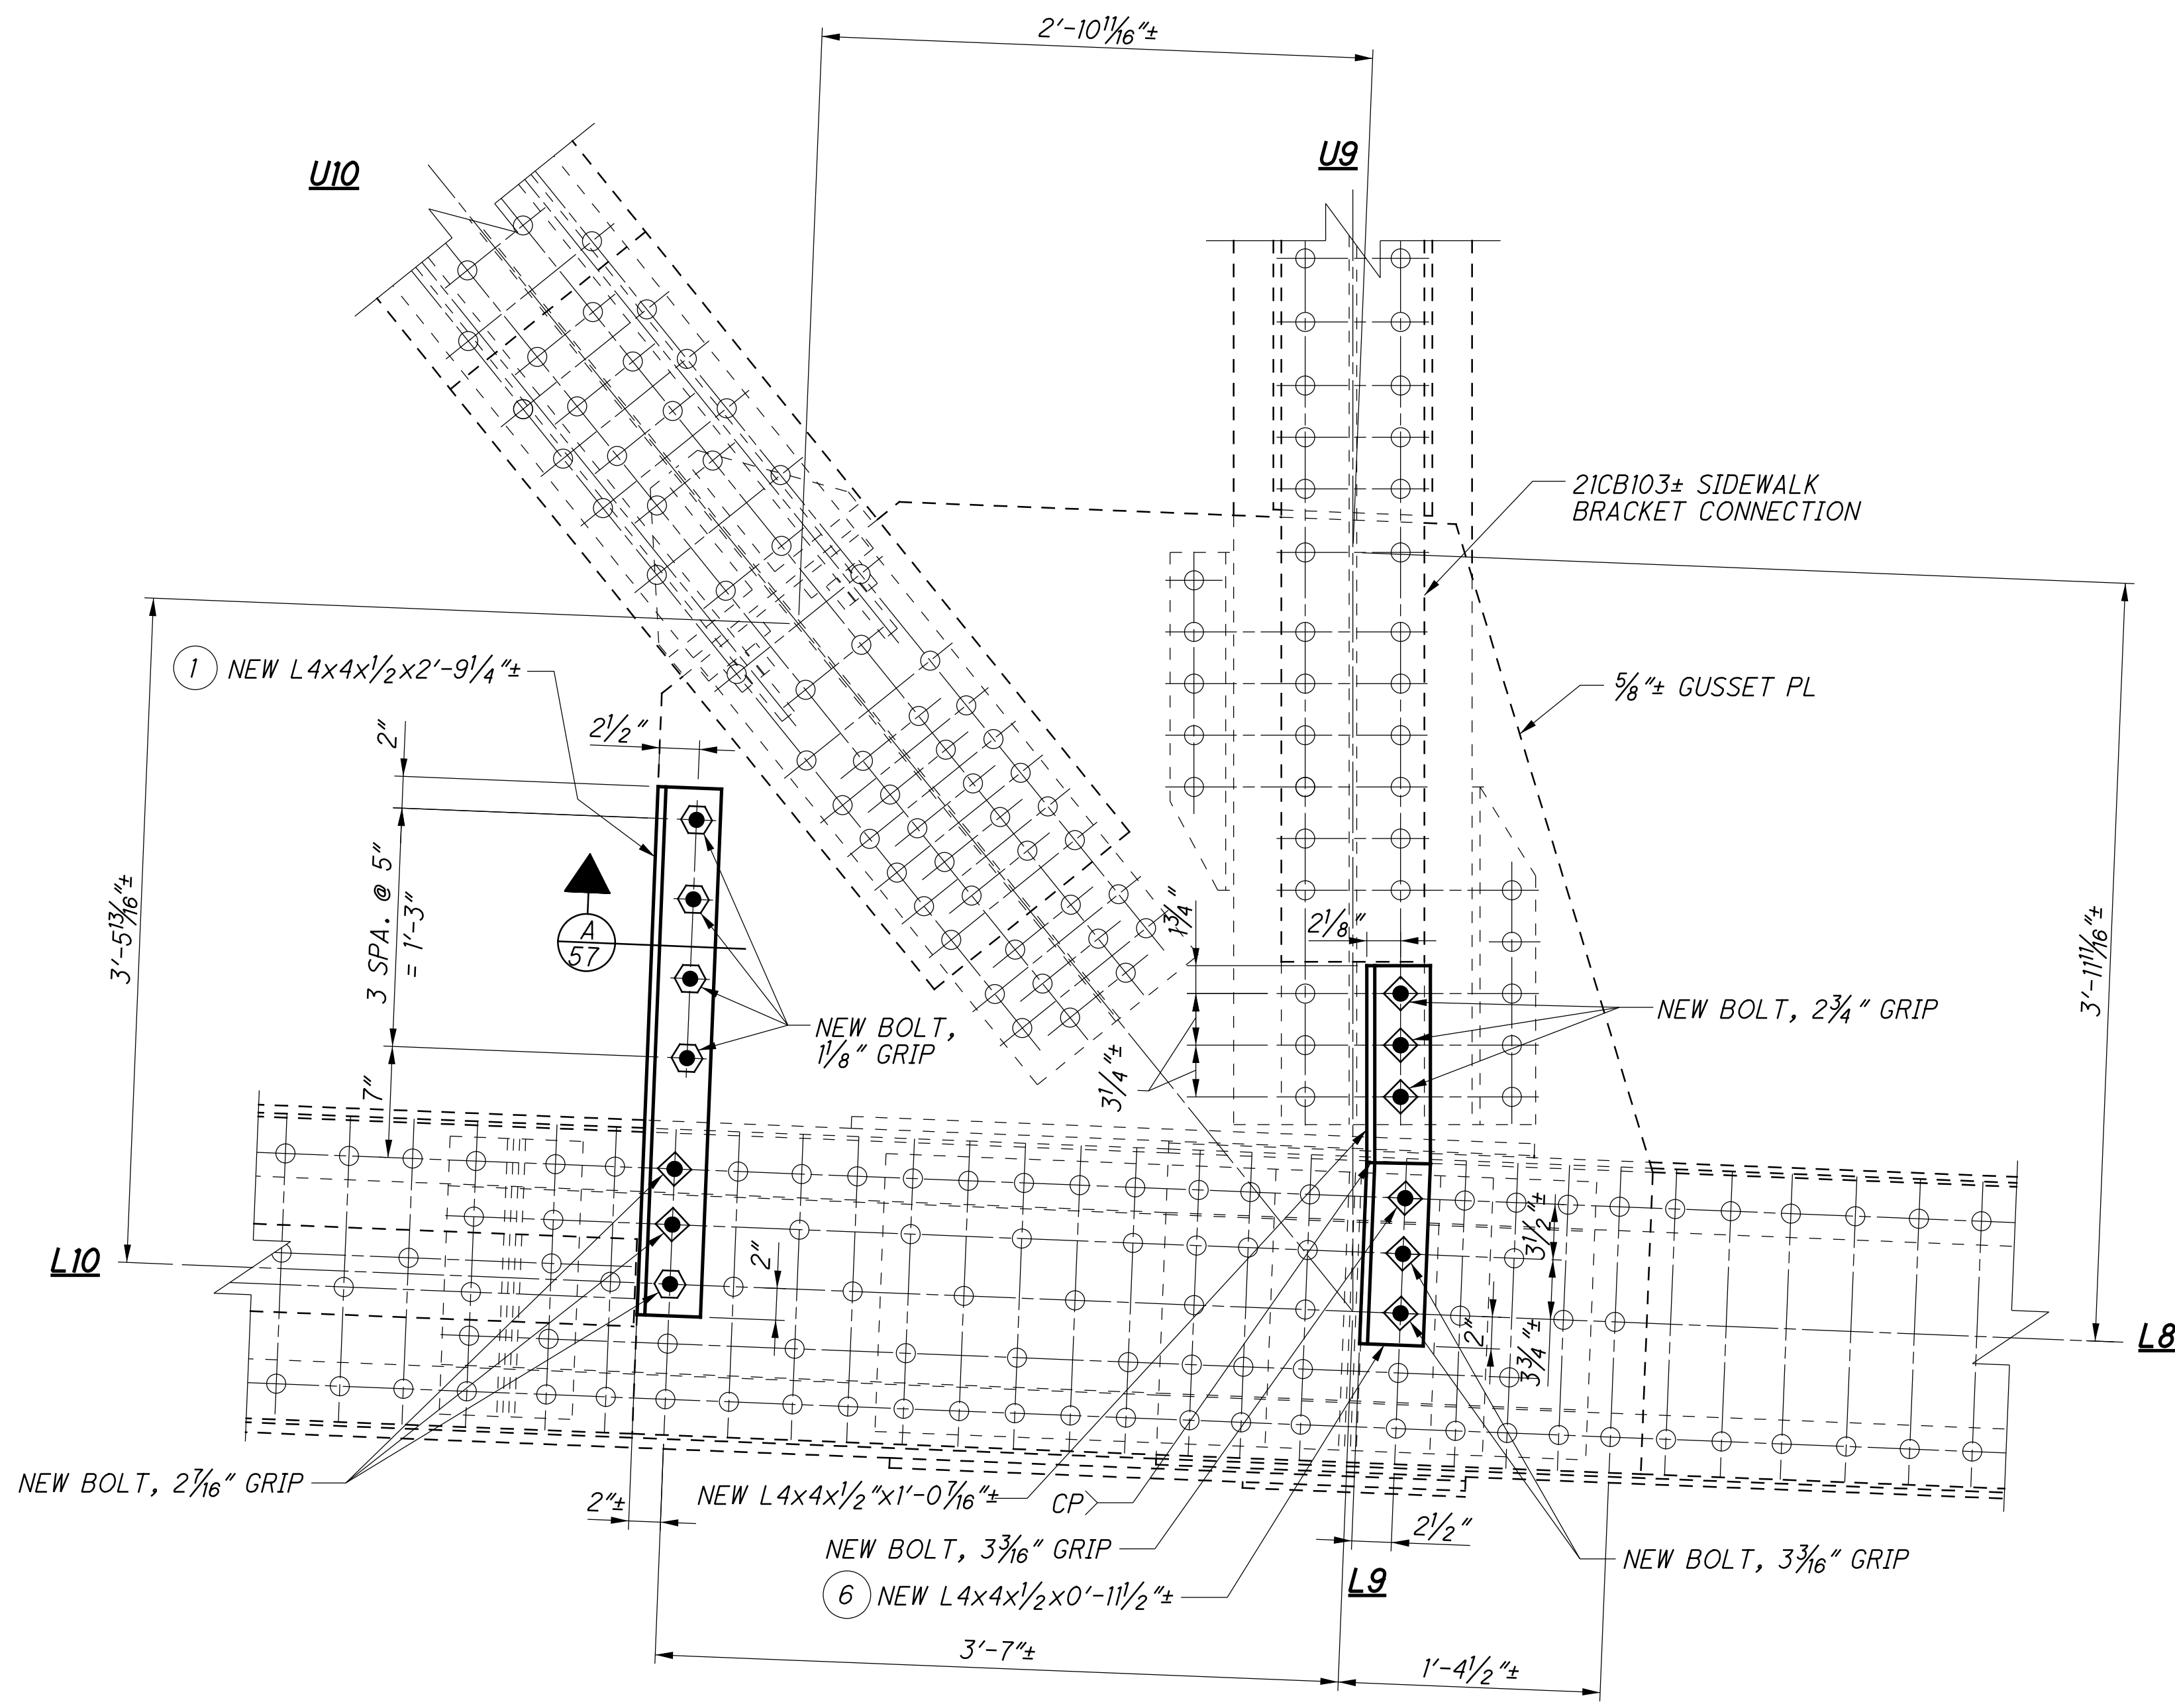 2'-10 11/16"±
U10
U9
21CB103± SIDEWALK
BRACKET CONNECTION
1 NEW L4x4x1/2x2'-9 1/4"±
5/8"± GUSSET PL
2"
2 1/2"
3'-5 13/16"±
3 SPA. @ 5"
= 1'-3"
A
57
1 3/4"
2 1/8"
3'-11 11/16"±
NEW BOLT, 2 3/4" GRIP
NEW BOLT,
1 1/8" GRIP
3 1/4"±
7"
L10
2"
3 1/2"±
2"
3 3/4"±
L8
NEW BOLT, 2 7/16" GRIP
2"±
NEW L4x4x1/2"x1'-0 7/16"±
CP
2 1/2"
NEW BOLT, 3 3/16" GRIP
NEW BOLT, 3 3/16" GRIP
L9
6 NEW L4x4x1/2x0'-11 1/2"±
3'-7"±
1'-4 1/2"±